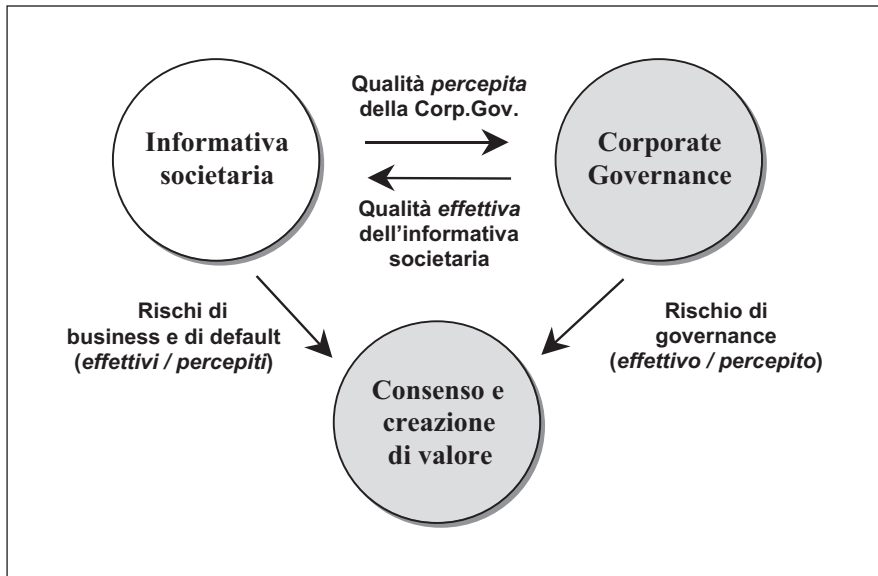 Qualità percepita
della Corp.Gov.
Informativa
societaria
Corporate
Governance
Qualità effettiva
dell'informativa
societaria
Rischi di
business e di default
(effettivi / percepiti)
Rischio di
governance
(effettivo / percepito)
Consenso e
creazione
di valore